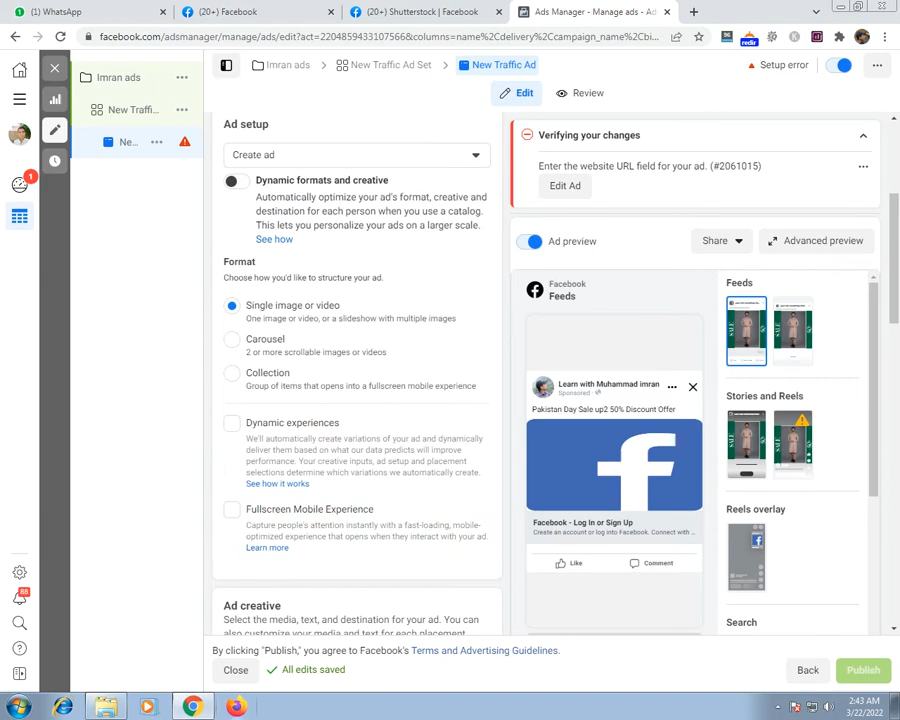 (1) WhatsApp
(20+) Facebook
(20+) Shutterstock | Facebook
Ads Manager - Manage ads - Ad
facebook.com/adsmanager/manage/ads/edit?act=2204859433107566&columns=name%2Cdelivery%2Ccampaign_name%2Cbi...
redir
Imran ads
New Traffi...
Ne...
1
88
Imran ads
New Traffic Ad Set
New Traffic Ad
Setup error
Edit
Review
Ad setup
Create ad
Dynamic formats and creative
Automatically optimize your ad's format, creative and
destination for each person when you use a catalog.
This lets you personalize your ads on a larger scale.
See how
Format
Choose how you'd like to structure your ad.
Single image or video
One image or video, or a slideshow with multiple images
Carousel
2 or more scrollable images or videos
Collection
Group of items that opens into a fullscreen mobile experience
Dynamic experiences
We'll automatically create variations of your ad and dynamically
deliver them based on what our data predicts will improve
performance. Your creative inputs, ad setup and placement
selections determine which variations we automatically create.
See how it works
Fullscreen Mobile Experience
Capture people's attention instantly with a fast-loading, mobile-
optimized experience that opens when they interact with your ad.
Learn more
Ad creative
Select the media, text, and destination for your ad. You can
also customize your media and text for each placement.
Verifying your changes
Enter the website URL field for your ad. (#2061015)
Edit Ad
Ad preview
Share
Advanced preview
Facebook
Feeds
Learn with Muhammad imran
Sponsored ·
Pakistan Day Sale up2 50% Discount Offer
Facebook - Log In or Sign Up
Create an account or log into Facebook. Connect with ...
Like
Comment
Feeds
SALE
Stories and Reels
Reels overlay
Search
By clicking "Publish," you agree to Facebook's Terms and Advertising Guidelines.
Close
All edits saved
Back
Publish
2:43 AM
3/22/2022